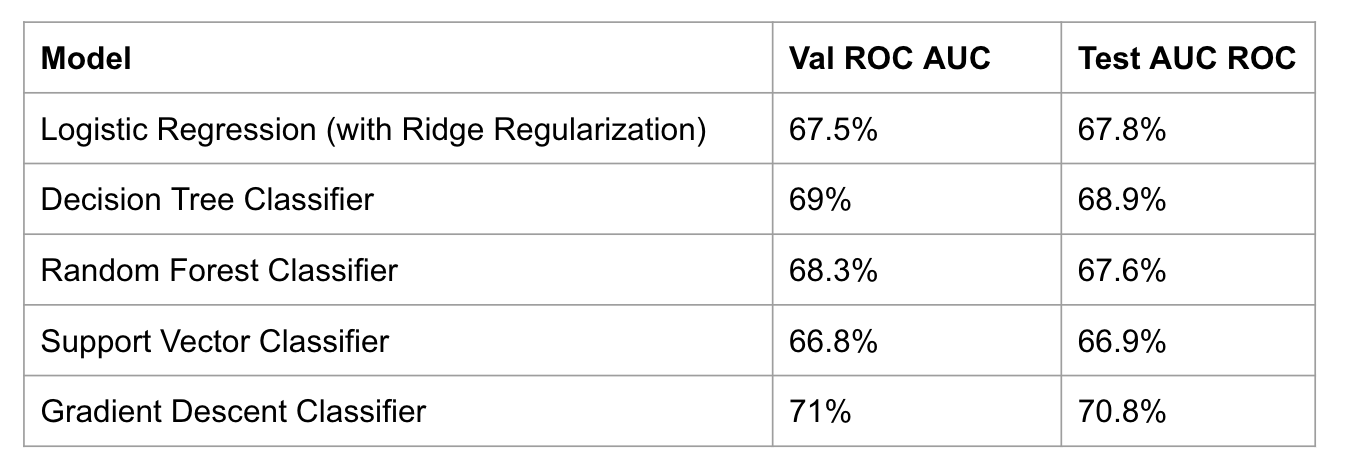 Model Val ROC AUC Test AUC ROC
Logistic Regression (with Ridge Regularization) 67.5% 67.8%
Decision Tree Classifier 69% 68.9%
Random Forest Classifier 68.3% 67.6%
Support Vector Classifier 66.8% 66.9%
Gradient Descent Classifier 71% 70.8%